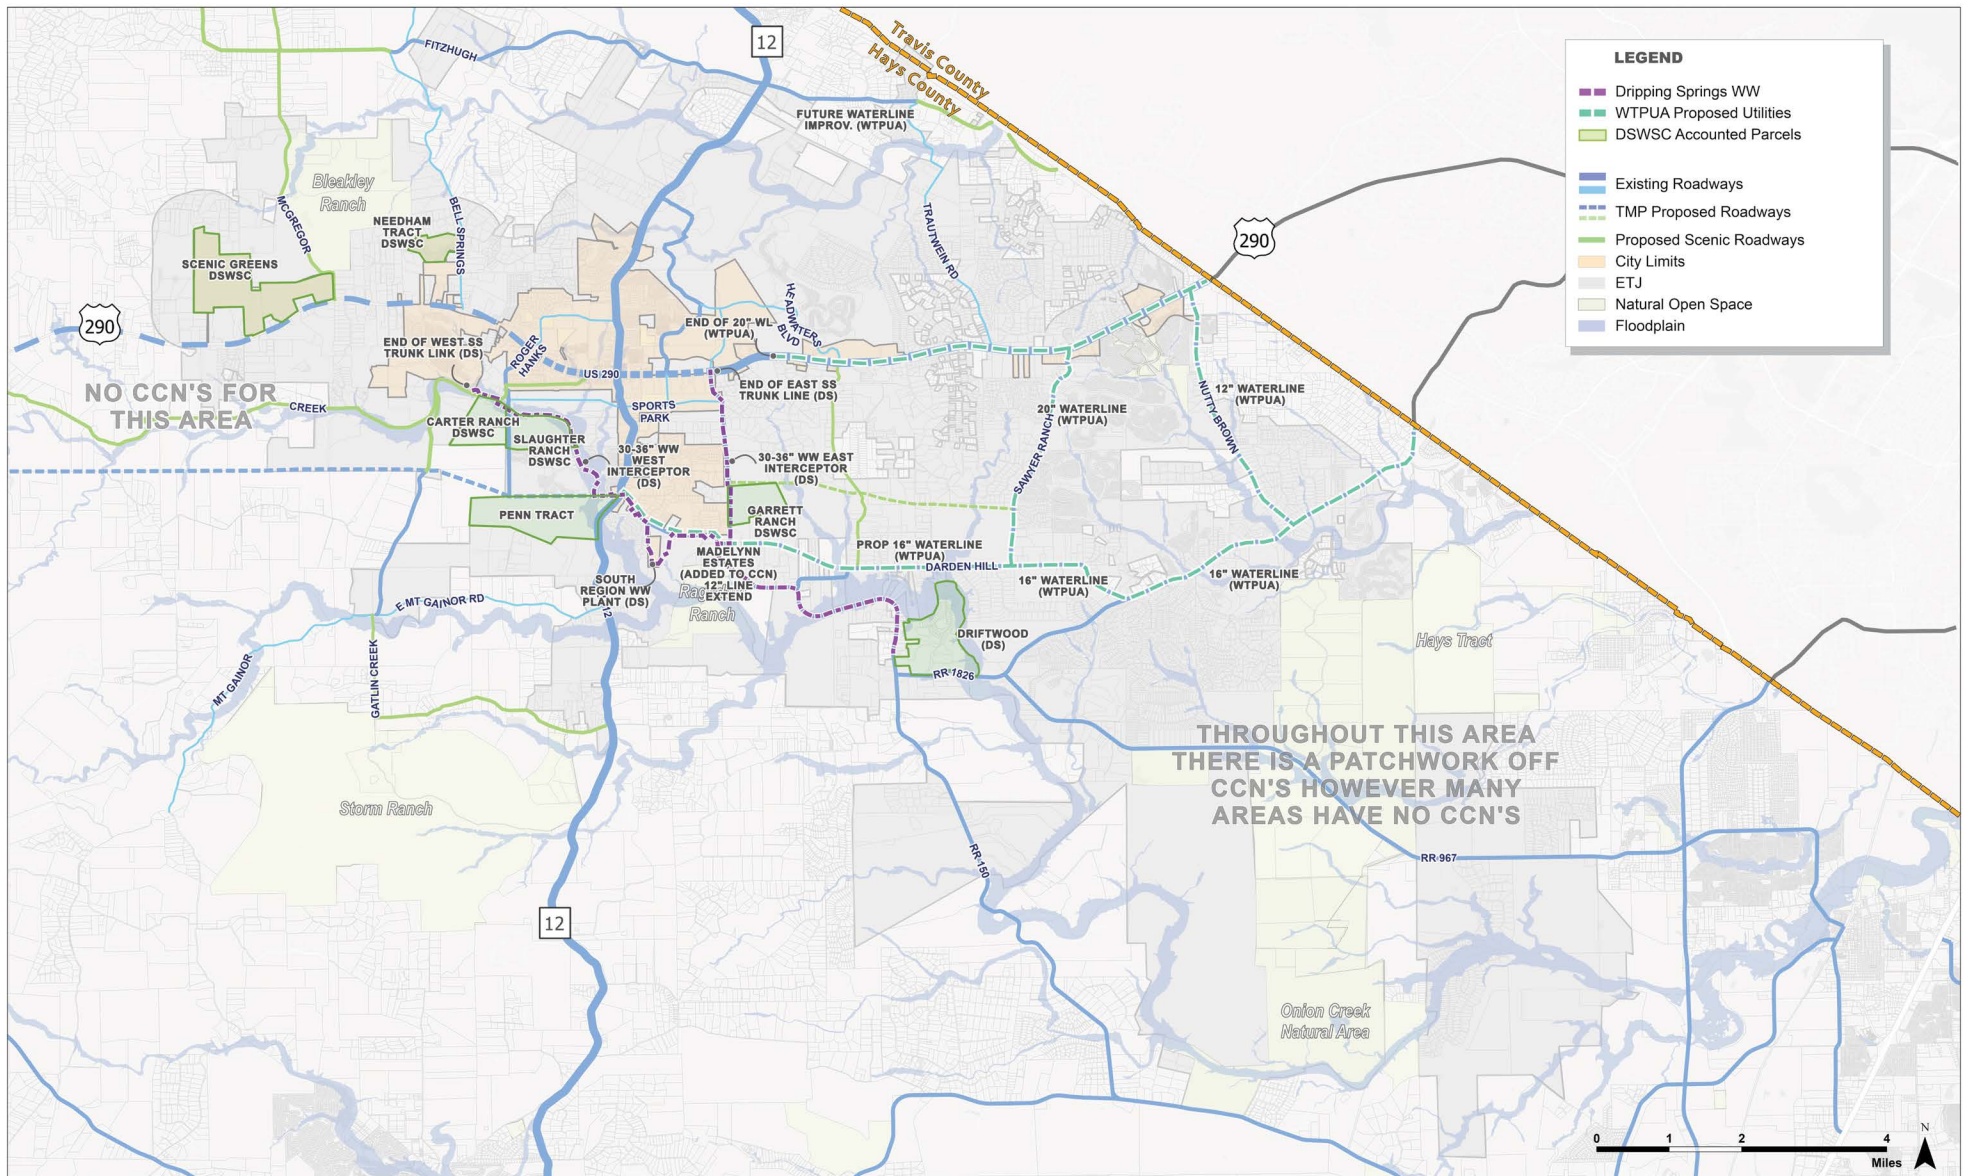 12
Travis County
Hays County
FITZHUGH
FUTURE WATERLINE
IMPROV. (WTPUA)
LEGEND
Dripping Springs WW
WTPUA Proposed Utilities
DSWSC Accounted Parcels
Existing Roadways
TMP Proposed Roadways
Proposed Scenic Roadways
City Limits
ETJ
Natural Open Space
Floodplain
Bleakley
Ranch
MCGREGOR
NEEDHAM
TRACT
DSWSC
BELL SPRINGS
TRAUTWEIN RD
290
SCENIC GREENS
DSWSC
290
HEADWATERS
BLVD
END OF 20" WL
(WTPUA)
END OF WEST SS
TRUNK LINK (DS)
ROGER
HANKS
US 290
END OF EAST SS
TRUNK LINE (DS)
NO CCN'S FOR
THIS AREA
CREEK
SPORTS
PARK
20" WATERLINE
(WTPUA)
NUTTY BROWN
12" WATERLINE
(WTPUA)
CARTER RANCH
DSWSC
SLAUGHTER
RANCH
DSWSC
30-36" WW
WEST
INTERCEPTOR
(DS)
30-36" WW EAST
INTERCEPTOR
(DS)
SAWYER RANCH
PENN TRACT
GARRETT
RANCH
DSWSC
PROP 16" WATERLINE
(WTPUA)
DARDEN HILL
MADELYNN
ESTATES
(ADDED TO CCN)
12" LINE
EXTEND
SOUTH
REGION WW
PLANT (DS)
Ranch
16" WATERLINE
(WTPUA)
16" WATERLINE
(WTPUA)
E MT GAINOR RD
12
DRIFTWOOD
(DS)
Hays Tract
MT GAINOR
GATLIN CREEK
RR 1826
THROUGHOUT THIS AREA
THERE IS A PATCHWORK OFF
CCN'S HOWEVER MANY
AREAS HAVE NO CCN'S
Storm Ranch
RR 150
RR 967
12
Onion Creek
Natural Area
0 1 2 4
Miles
N